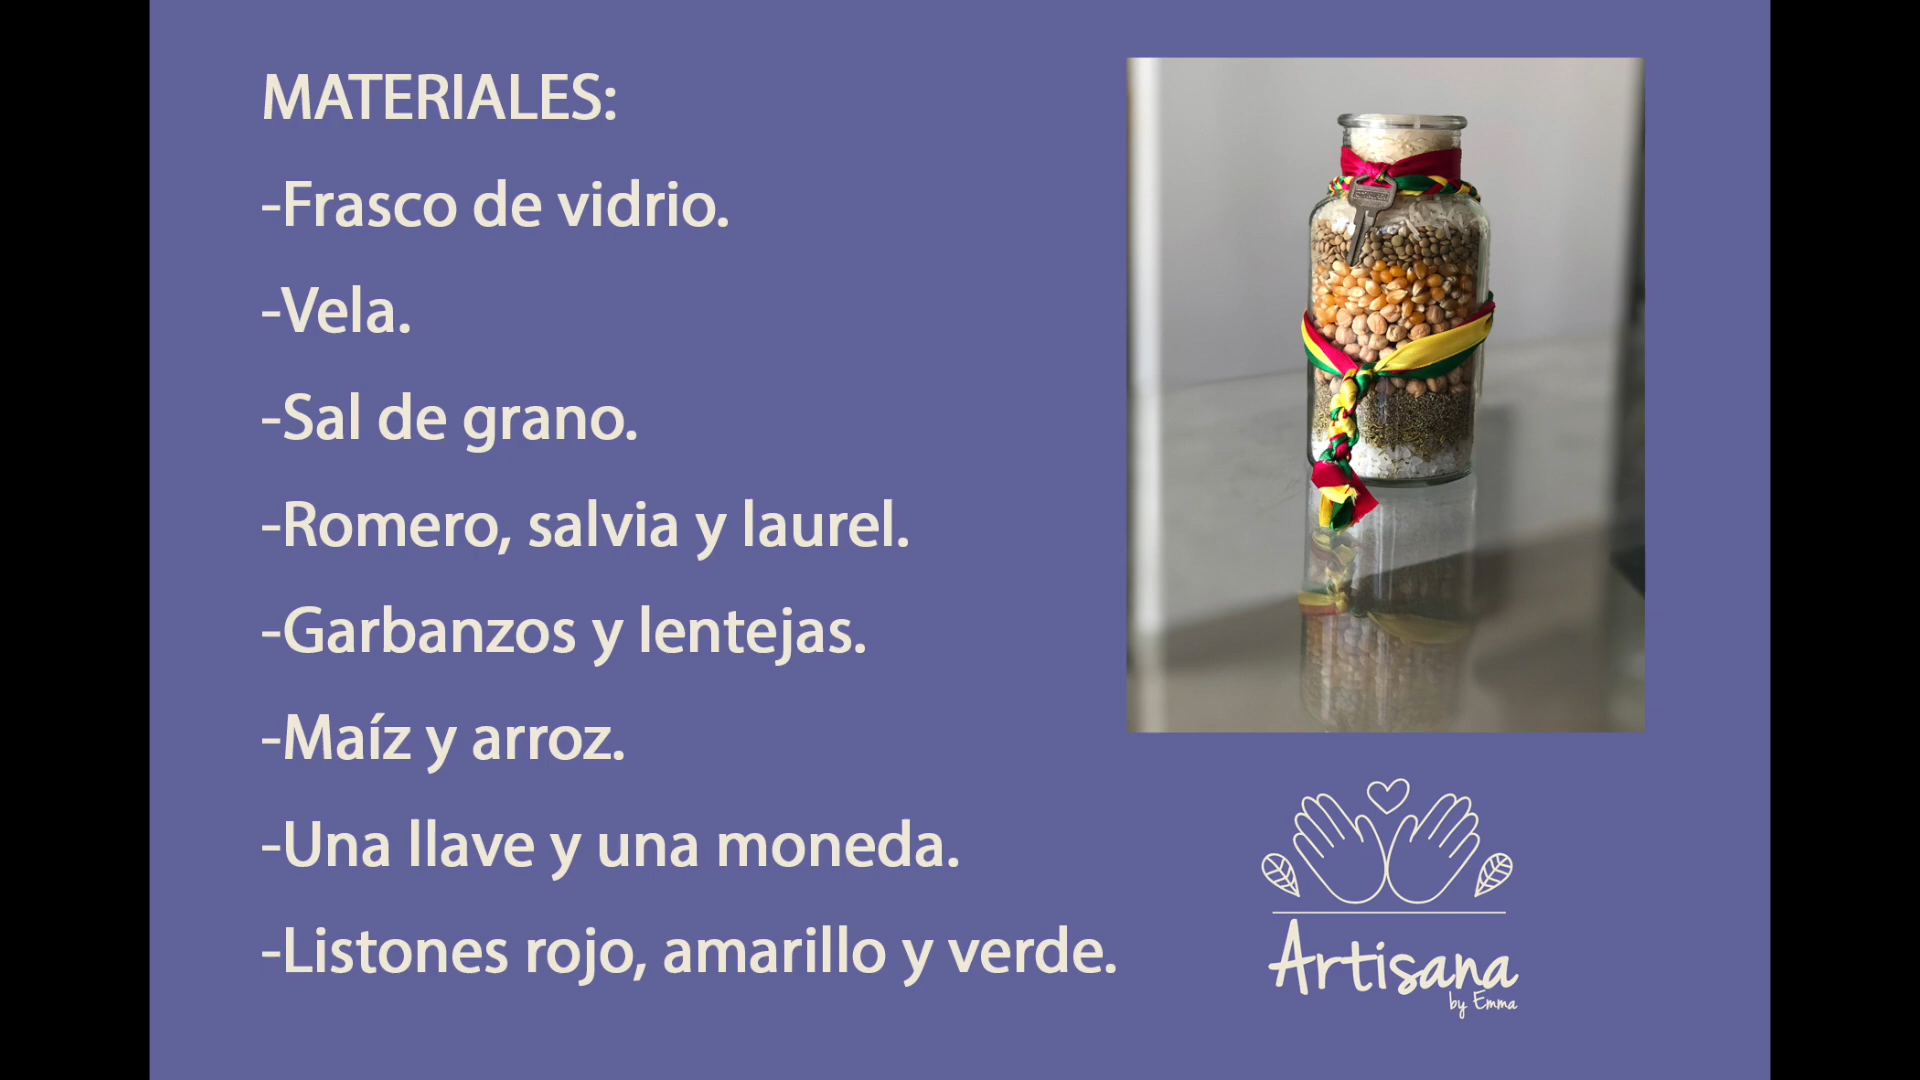 MATERIALES:
-Frasco de vidrio.
-Vela.
-Sal de grano.
-Romero, salvia y laurel.
-Garbanzos y lentejas.
-Maíz y arroz.
-Una llave y una moneda.
-Listones rojo, amarillo y verde.
Artisana
by Emma